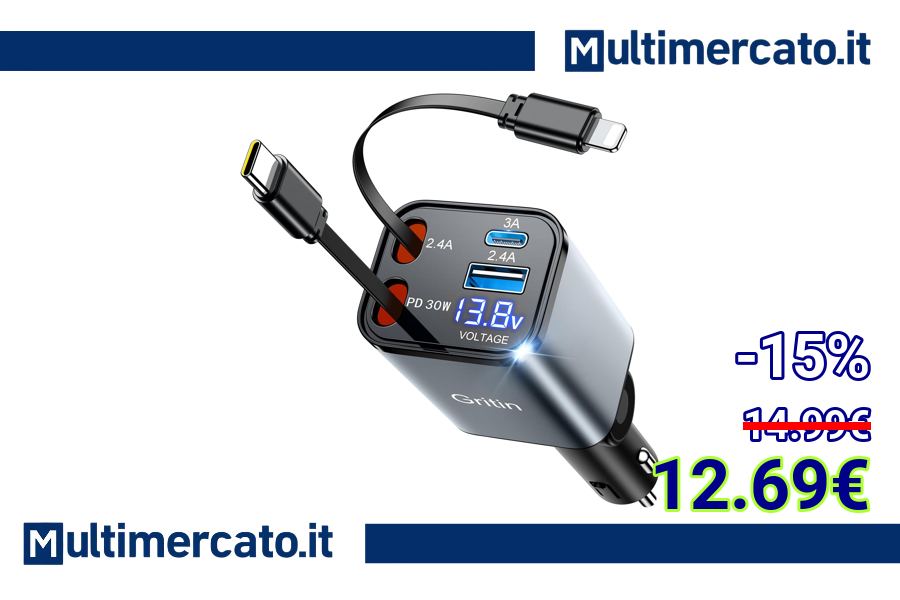 Multimercato.it
3A
2.4A
2.4A
PD 30W
13.8v
VOLTAGE
Gritin
-15%
14.99€
12.69€
Multimercato.it